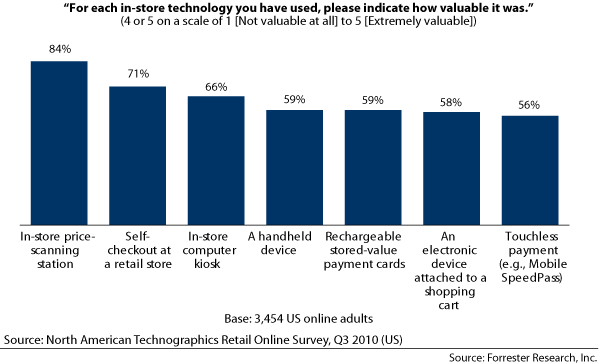 “For each in-store technology you have used, please indicate how valuable it was.”
(4 or 5 on a scale of 1 [Not valuable at all] to 5 [Extremely valuable])
84%
71%
66%
59%
59%
58%
56%
In-store price-
scanning
station
Self-
checkout at
a retail store
In-store
computer
kiosk
A handheld
device
Rechargeable
stored-value
payment cards
An
electronic
device
attached to a
shopping
cart
Touchless
payment
(e.g., Mobile
SpeedPass)
Base: 3,454 US online adults
Source: North American Technographics Retail Online Survey, Q3 2010 (US)
Source: Forrester Research, Inc.